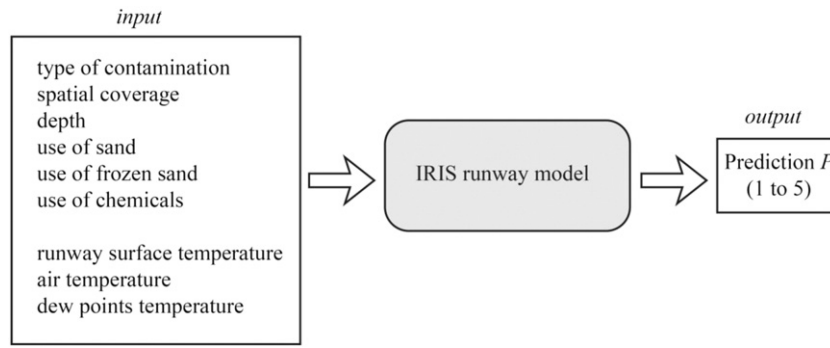 input
type of contamination
spatial coverage
depth
use of sand
use of frozen sand
use of chemicals
runway surface temperature
air temperature
dew points temperature
IRIS runway model
output
Prediction P
(1 to 5)